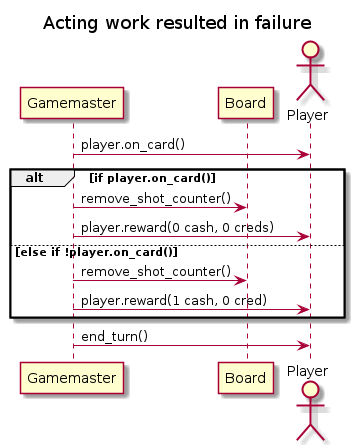 Acting work resulted in failure
Gamemaster
Board
Player
player.on_card()
alt
[if player.on_card()]
remove_shot_counter()
player.reward(0 cash, 0 creds)
[else if !player.on_card()]
remove_shot_counter()
player.reward(1 cash, 0 cred)
end_turn()
Gamemaster
Board
Player